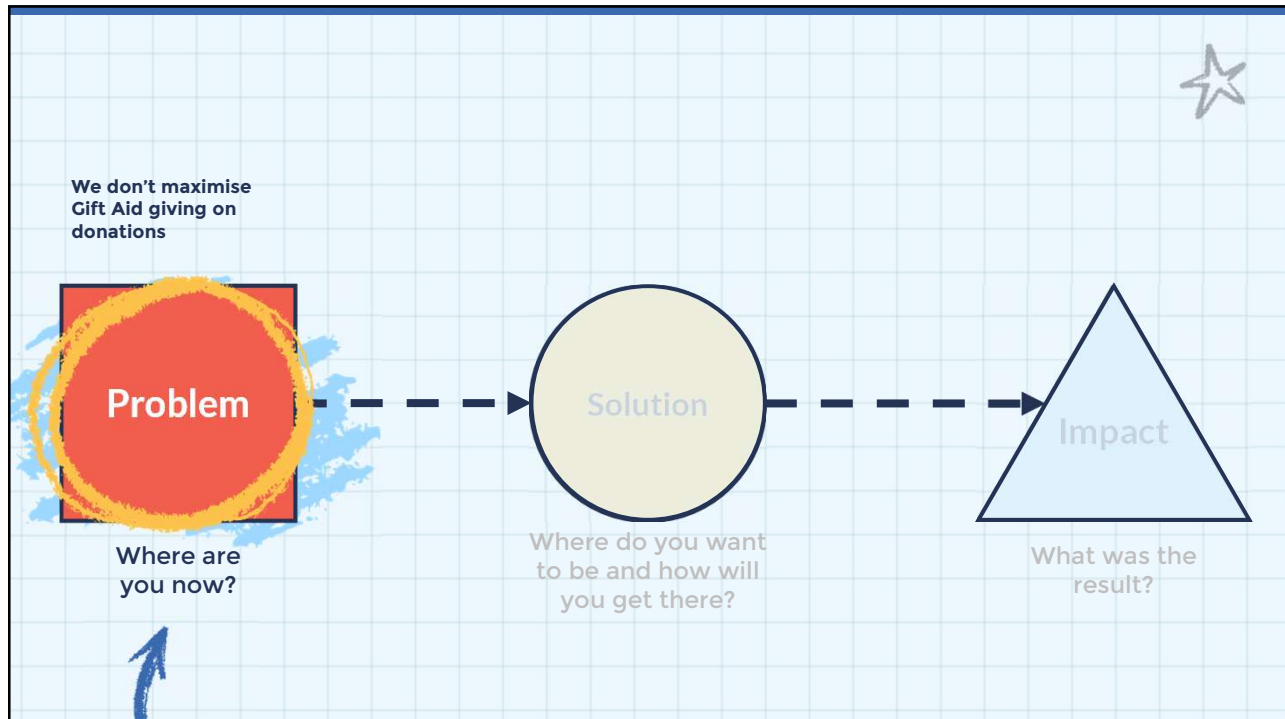 We don't maximise
Gift Aid giving on
donations
Problem
Where are
you now?
Solution
Where do you want
to be and how will
you get there?
Impact
What was the
result?